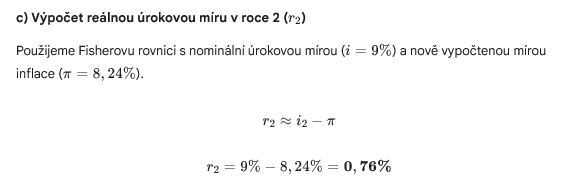 c) Výpočet reálnou úrokovou míru v roce 2 (r₂)
Použijeme Fisherovu rovnici s nominální úrokovou mírou (i = 9%) a nově vypočtenou mírou
inflace (π = 8, 24%).
r₂ ≈ i₂ − π
r₂ = 9% − 8, 24% = 0, 76%